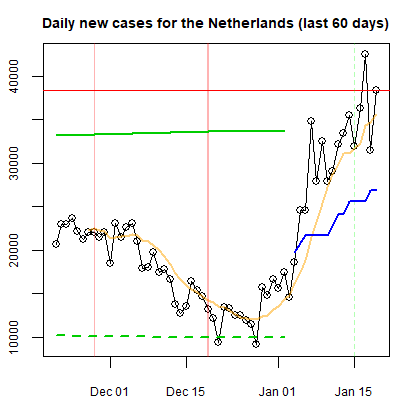 Daily new cases for the Netherlands (last 60 days)
40000
30000
20000
10000
Dec 01
Dec 15
Jan 01
Jan 15